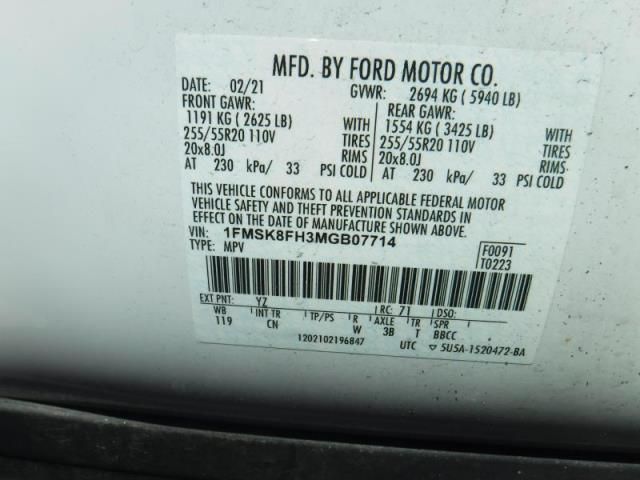 MFD. BY FORD MOTOR CO.
DATE: 02/21 GVWR: 2694 KG ( 5940 LB)
FRONT GAWR: REAR GAWR:
1191 KG ( 2625 LB) WITH 1554 KG ( 3425 LB) WITH
255/55R20 110V TIRES 255/55R20 110V TIRES
20x8.0J RIMS 20x8.0J RIMS
AT 230 kPa/ 33 PSI COLD AT 230 kPa/ 33 PSI COLD
THIS VEHICLE CONFORMS TO ALL APPLICABLE FEDERAL MOTOR
VEHICLE SAFETY AND THEFT PREVENTION STANDARDS IN
EFFECT ON THE DATE OF MANUFACTURE SHOWN ABOVE.
VIN: 1FMSK8FH3MGB07714
TYPE: MPV
F0091
T0223
EXT PNT: YZ RC: 71 DSO:
WB INT TR TP/PS R AXLE TR SPR
119 CN W 3B T BBCC
1202102196847 UTC 5U5A-1520472-BA